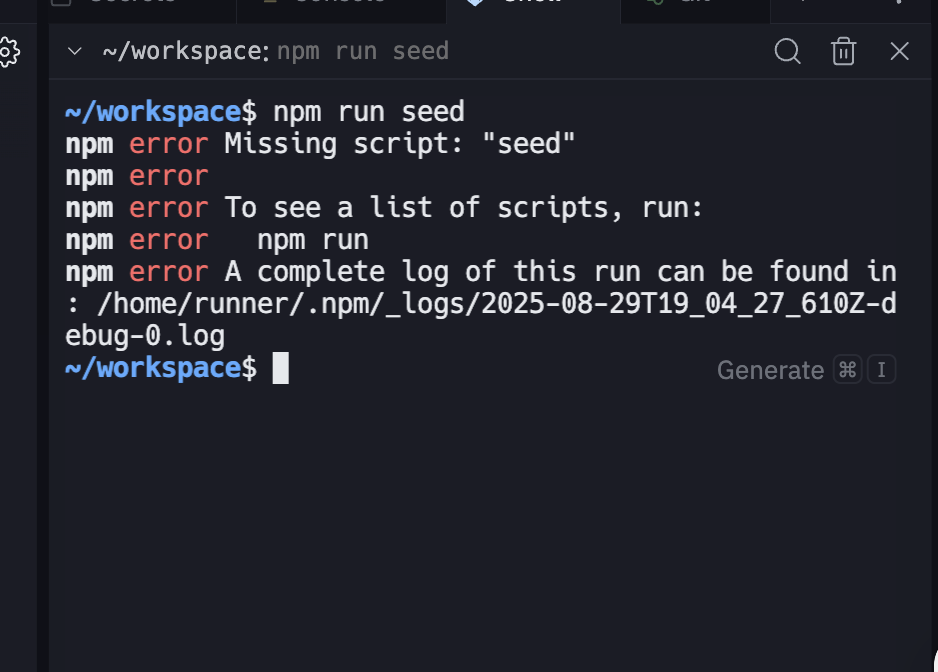 ~/workspace: npm run seed
~/workspace$ npm run seed
npm error Missing script: "seed"
npm error
npm error To see a list of scripts, run:
npm error   npm run
npm error A complete log of this run can be found in
: /home/runner/.npm/_logs/2025-08-29T19_04_27_610Z-d
ebug-0.log
~/workspace$
Generate ⌘ I